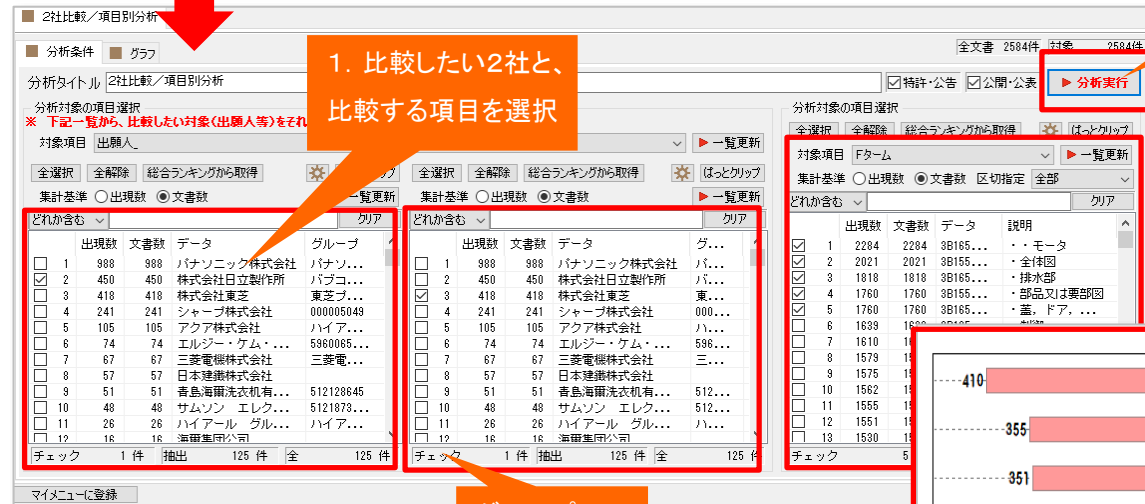 2社比較／項目別分析
分析条件 グラフ 全文書 2584件 対象 2584件
分析タイトル 2社比較／項目別分析 特許・公告 公開・公表 ▶ 分析実行
1. 比較したい2社と、
比較する項目を選択
分析対象の項目選択
※ 下記一覧から、比較したい対象(出願人等)をそれ
対象項目 出願人_ ▶ 一覧更新
全選択 全解除 総合ランキングから取得
集計基準 出現数 文書数 一覧更新
どれか含む クリア
出現数 文書数 データ グループ
1 988 988 パナソニック株式会社 パナソ...
2 450 450 株式会社日立製作所 バブコ...
3 418 418 株式会社東芝 東芝プ...
4 241 241 シャープ株式会社 000005049
5 105 105 アクア株式会社 ハイア...
6 74 74 エルジー・ケム・... 5960065...
7 67 67 三菱電機株式会社 三菱電...
8 57 57 日本建鐵株式会社
9 51 51 青島海爾洗衣机有... 512128645
10 48 48 サムソン エレク... 5121873...
11 26 26 ハイアール グル... ハイア...
12 16 16 海爾集団公司
チェック 1 件 抽出 125 件 全 125 件
全選択 全解除 総合ランキングから取得 ぱっとクリップ
集計基準 出現数 文書数 ▶ 一覧更新
どれか含む クリア
出現数 文書数 データ グ...
1 988 988 パナソニック株式会社 パ...
2 450 450 株式会社日立製作所 バ...
3 418 418 株式会社東芝 東...
4 241 241 シャープ株式会社 000...
5 105 105 アクア株式会社 ハ...
6 74 74 エルジー・ケム・... 596...
7 67 67 三菱電機株式会社 三...
8 57 57 日本建鐵株式会社
9 51 51 青島海爾洗衣机有... 512...
10 48 48 サムソン エレク... 512...
11 26 26 ハイアール グル... ハ...
12 16 16 海爾集団公司
チェック 1 件 抽出 125 件 全 125 件
分析対象の項目選択
全選択 全解除 総合ランキングから取得 ぱっとクリップ
対象項目 Fターム ▶ 一覧更新
集計基準 出現数 文書数 区切指定 全部
どれか含む クリア
出現数 文書数 データ 説明
1 2284 2284 3B165... ・・モータ
2 2021 2021 3B155... ・全体図
3 1818 1818 3B165... ・排水部
4 1760 1760 3B155... ・部品又は要部図
5 1760 1760 3B165... ・蓋，ドア，...
6 1639
7 1610
8 1579
9 1575
10 1562
11 1555
12 1551
13 1530
チェック 5
410
355
351
マイメニューに登録